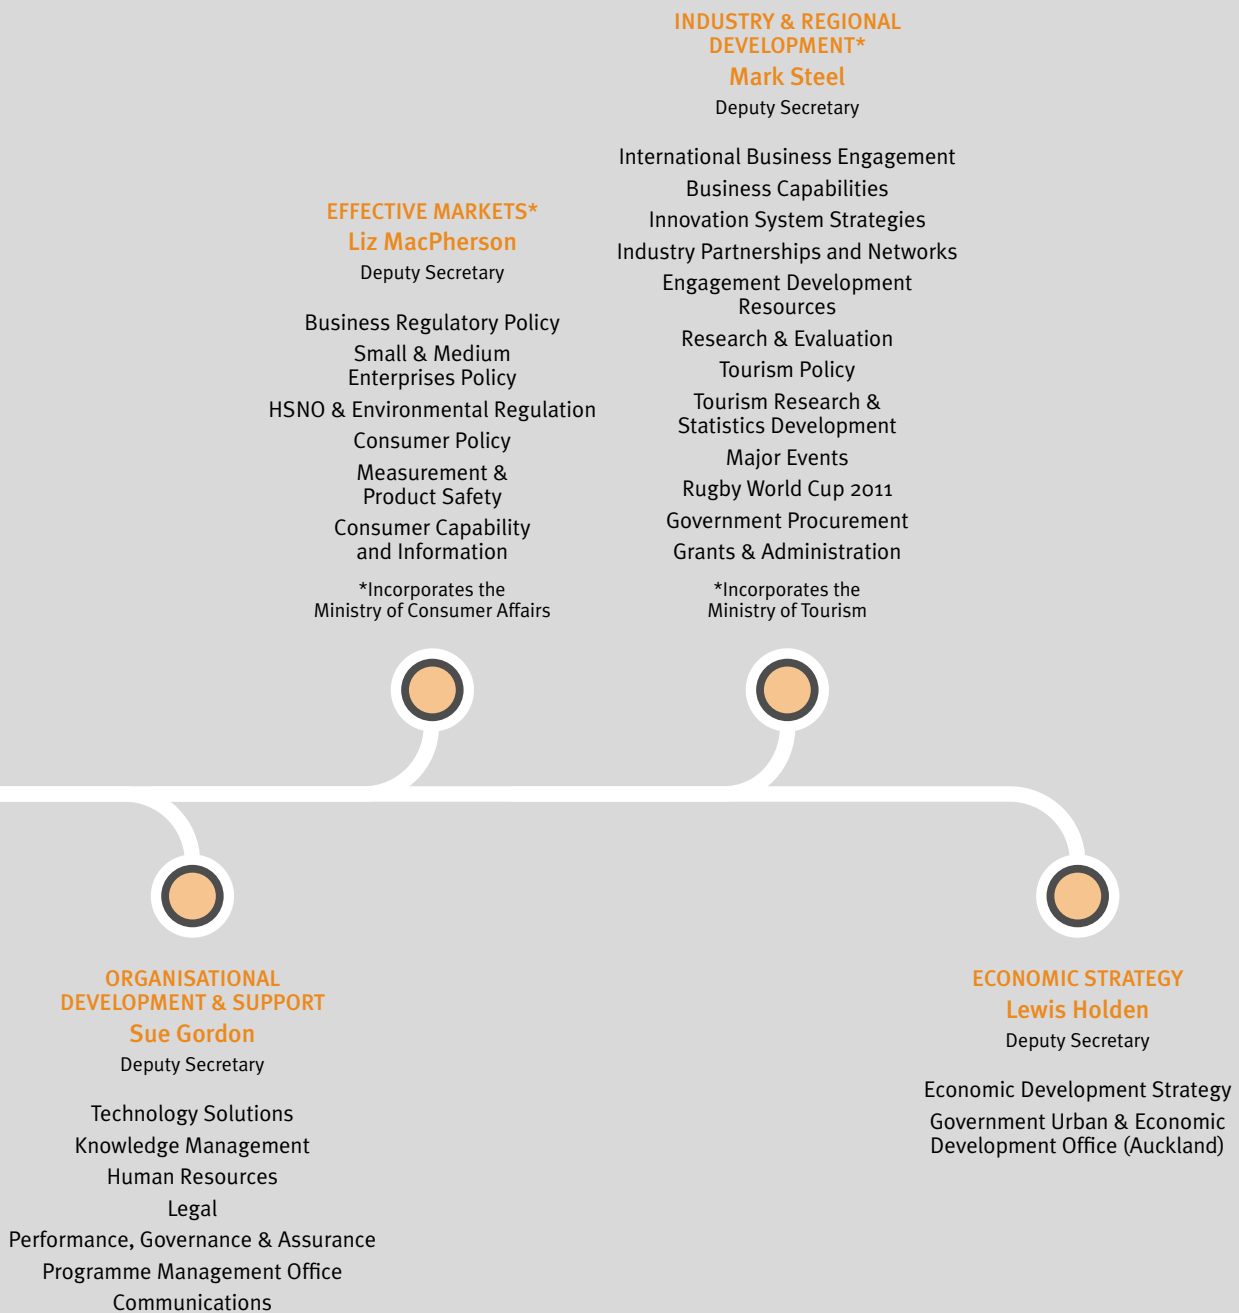 INDUSTRY & REGIONAL
DEVELOPMENT*
Mark Steel
Deputy Secretary
International Business Engagement
Business Capabilities
Innovation System Strategies
Industry Partnerships and Networks
Engagement Development
Resources
Research & Evaluation
Tourism Policy
Tourism Research &
Statistics Development
Major Events
Rugby World Cup 2011
Government Procurement
Grants & Administration
*Incorporates the
Ministry of Tourism
EFFECTIVE MARKETS*
Liz MacPherson
Deputy Secretary
Business Regulatory Policy
Small & Medium
Enterprises Policy
HSNO & Environmental Regulation
Consumer Policy
Measurement &
Product Safety
Consumer Capability
and Information
*Incorporates the
Ministry of Consumer Affairs
ORGANISATIONAL
DEVELOPMENT & SUPPORT
Sue Gordon
Deputy Secretary
Technology Solutions
Knowledge Management
Human Resources
Legal
Performance, Governance & Assurance
Programme Management Office
Communications
ECONOMIC STRATEGY
Lewis Holden
Deputy Secretary
Economic Development Strategy
Government Urban & Economic
Development Office (Auckland)